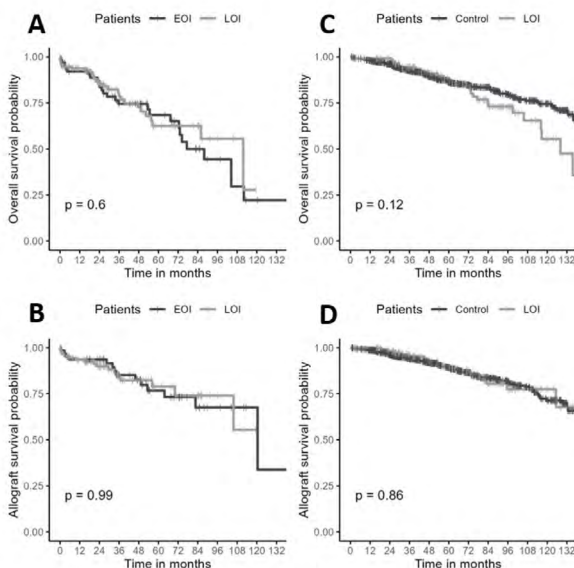 A
Patients EOI LOI
Overall survival probability
1.00
0.75
0.50
0.25
0.00
p = 0.6
0 12 24 36 48 60 72 84 96 108 120 132
Time in months
C
Patients Control LOI
Overall survival probability
1.00
0.75
0.50
0.25
0.00
p = 0.12
0 12 24 36 48 60 72 84 96 108 120 132
Time in months
B
Patients EOI LOI
Allograft survival probability
1.00
0.75
0.50
0.25
0.00
p = 0.99
0 12 24 36 48 60 72 84 96 108 120 132
Time in months
D
Patients Control LOI
Allograft survival probability
1.00
0.75
0.50
0.25
0.00
p = 0.86
0 12 24 36 48 60 72 84 96 108 120 132
Time in months